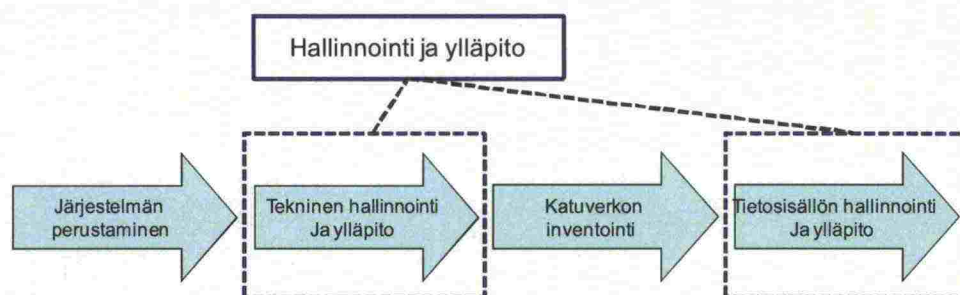 Hallinnointi ja ylläpito
Järjestelmän
perustaminen
Tekninen hallinnointi
Ja ylläpito
Katuverkon
inventointi
Tietosisällön hallinnointi
Ja ylläpito